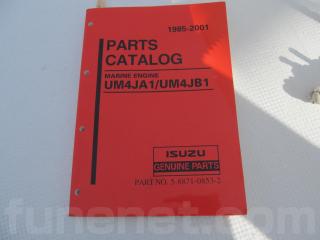 1985-2001
PARTS
CATALOG
MARINE ENGINE
UM4JA1/UM4JB1
ISUZU
GENUINE PARTS
PART NO. 5-8871-0853-2
funenet.com